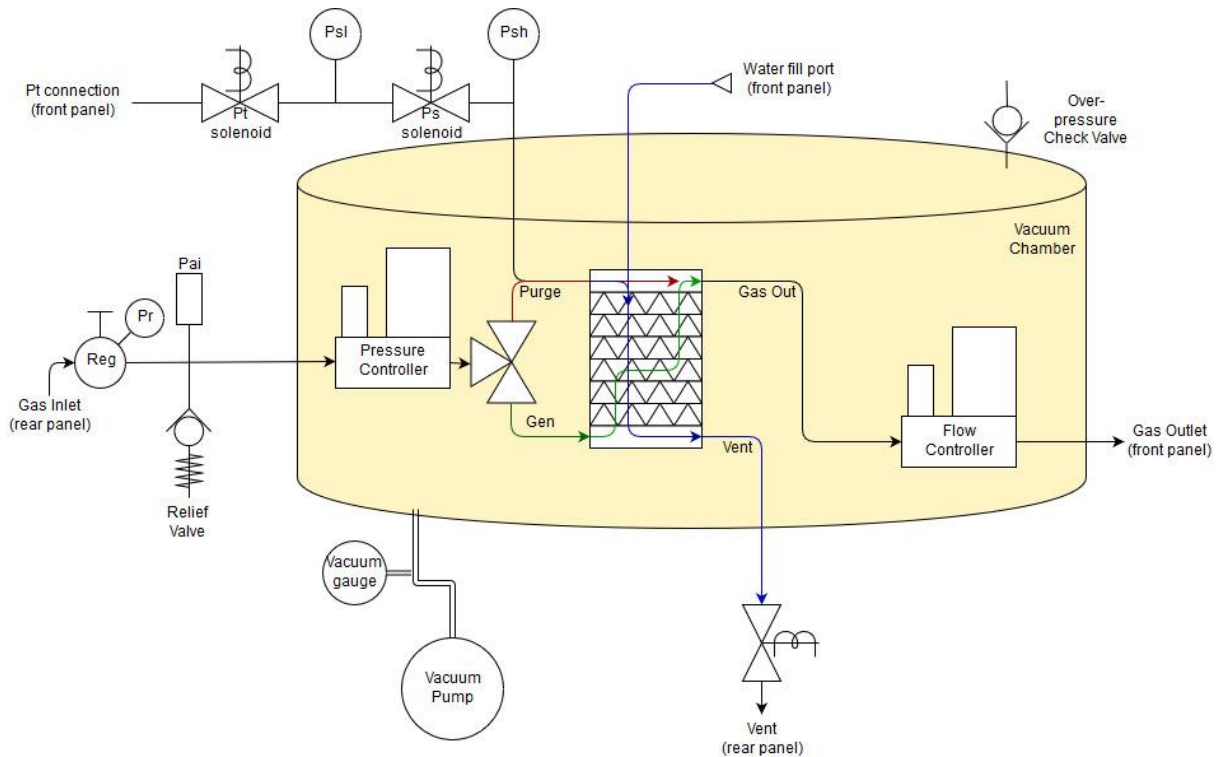 Psl
Psh
Pt connection
(front panel)
Pt
solenoid
Ps
solenoid
Water fill port
(front panel)
Over-
pressure
Check Valve
Vacuum
Chamber
Pai
Pr
Reg
Gas Inlet
(rear panel)
Pressure
Controller
Purge
Gen
Gas Out
Vent
Flow
Controller
Gas Outlet
(front panel)
Relief
Valve
Vacuum
gauge
Vacuum
Pump
Vent
(rear panel)